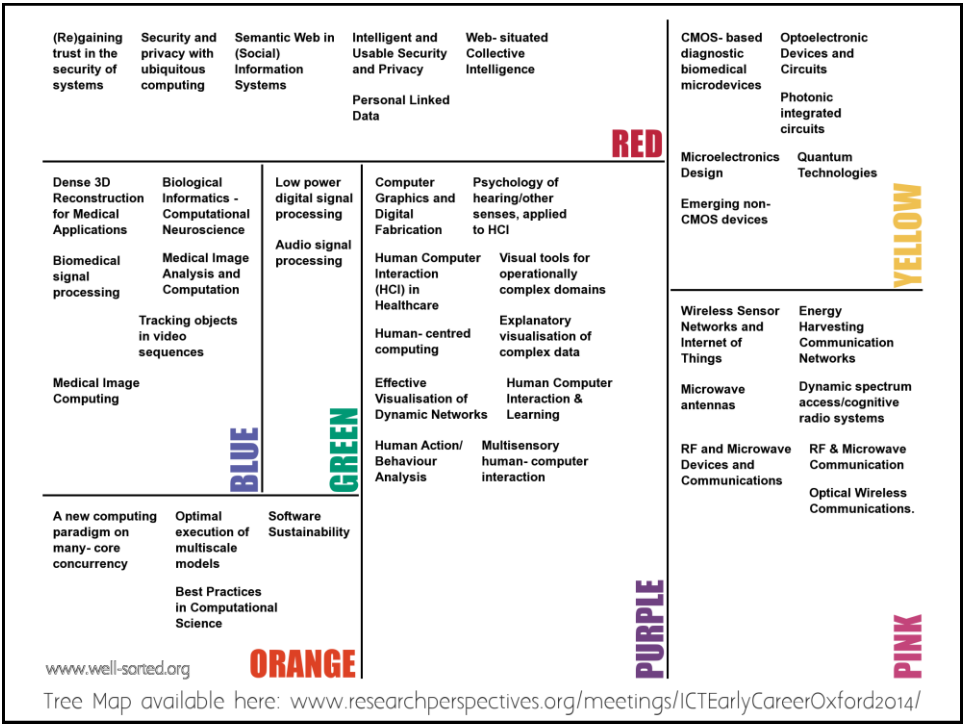 (Re)gaining
trust in the
security of
systems
Security and
privacy with
ubiquitous
computing
Semantic Web in
(Social)
Information
Systems
Intelligent and
Usable Security
and Privacy
Web- situated
Collective
Intelligence
Personal Linked
Data
RED
CMOS- based
diagnostic
biomedical
microdevices
Optoelectronic
Devices and
Circuits
Photonic
integrated
circuits
Microelectronics
Design
Quantum
Technologies
Emerging non-
CMOS devices
YELLOW
Dense 3D
Reconstruction
for Medical
Applications
Biological
Informatics -
Computational
Neuroscience
Biomedical
signal
processing
Medical Image
Analysis and
Computation
Tracking objects
in video
sequences
Medical Image
Computing
BLUE
Low power
digital signal
processing
Audio signal
processing
GREEN
Computer
Graphics and
Digital
Fabrication
Psychology of
hearing/other
senses, applied
to HCI
Human Computer
Interaction
(HCI) in
Healthcare
Visual tools for
operationally
complex domains
Human- centred
computing
Explanatory
visualisation of
complex data
Effective
Visualisation of
Dynamic Networks
Human Computer
Interaction &
Learning
Human Action/
Behaviour
Analysis
Multisensory
human- computer
interaction
PURPLE
Wireless Sensor
Networks and
Internet of
Things
Energy
Harvesting
Communication
Networks
Microwave
antennas
Dynamic spectrum
access/cognitive
radio systems
RF and Microwave
Devices and
Communications
RF & Microwave
Communication
Optical Wireless
Communications.
PINK
A new computing
paradigm on
many- core
concurrency
Optimal
execution of
multiscale
models
Software
Sustainability
Best Practices
in Computational
Science
ORANGE
www.well-sorted.org
Tree Map available here: www.researchperspectives.org/meetings/ICTEarlyCareerOxford2014/